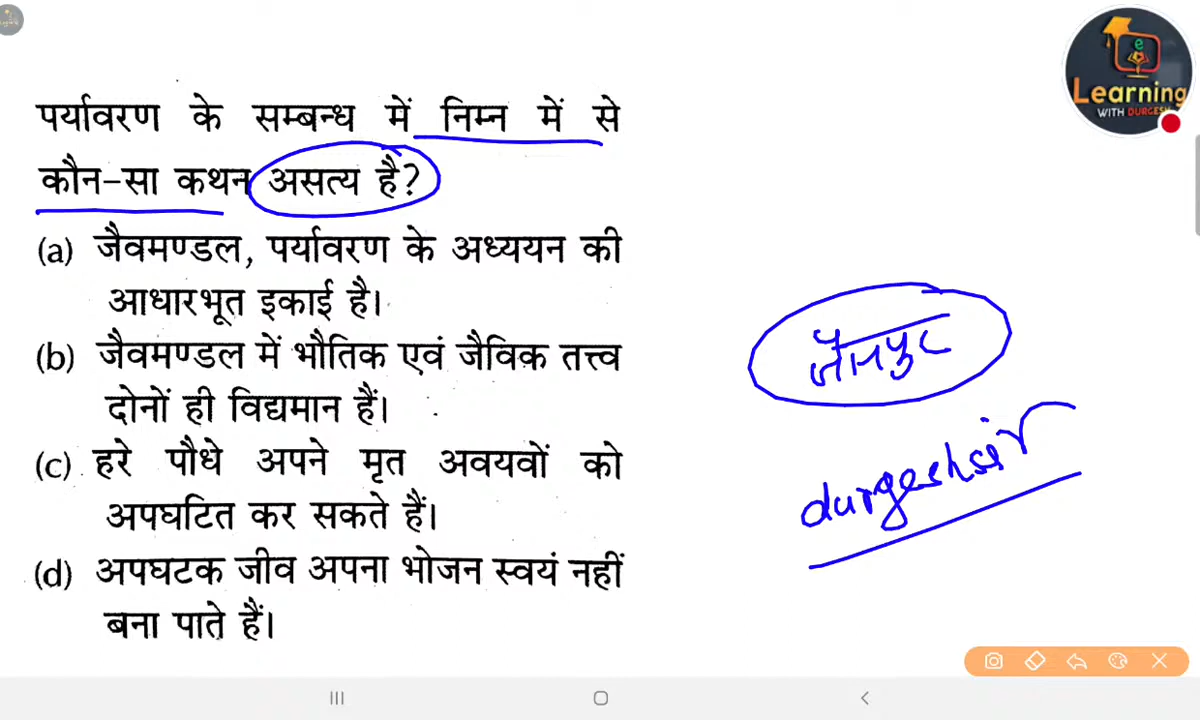 पर्यावरण के सम्बन्ध में निम्न में से
कौन-सा कथन असत्य है?
(a) जैवमण्डल, पर्यावरण के अध्ययन की
आधारभूत इकाई है।
(b) जैवमण्डल में भौतिक एवं जैविक तत्त्व
दोनों ही विद्यमान हैं।
(c) हरे पौधे अपने मृत अवयवों को
अपघटित कर सकते हैं।
(d) अपघटक जीव अपना भोजन स्वयं नहीं
बना पाते हैं।
e
Learning
WITH DURGESH
जौनपुर
durgeshsir